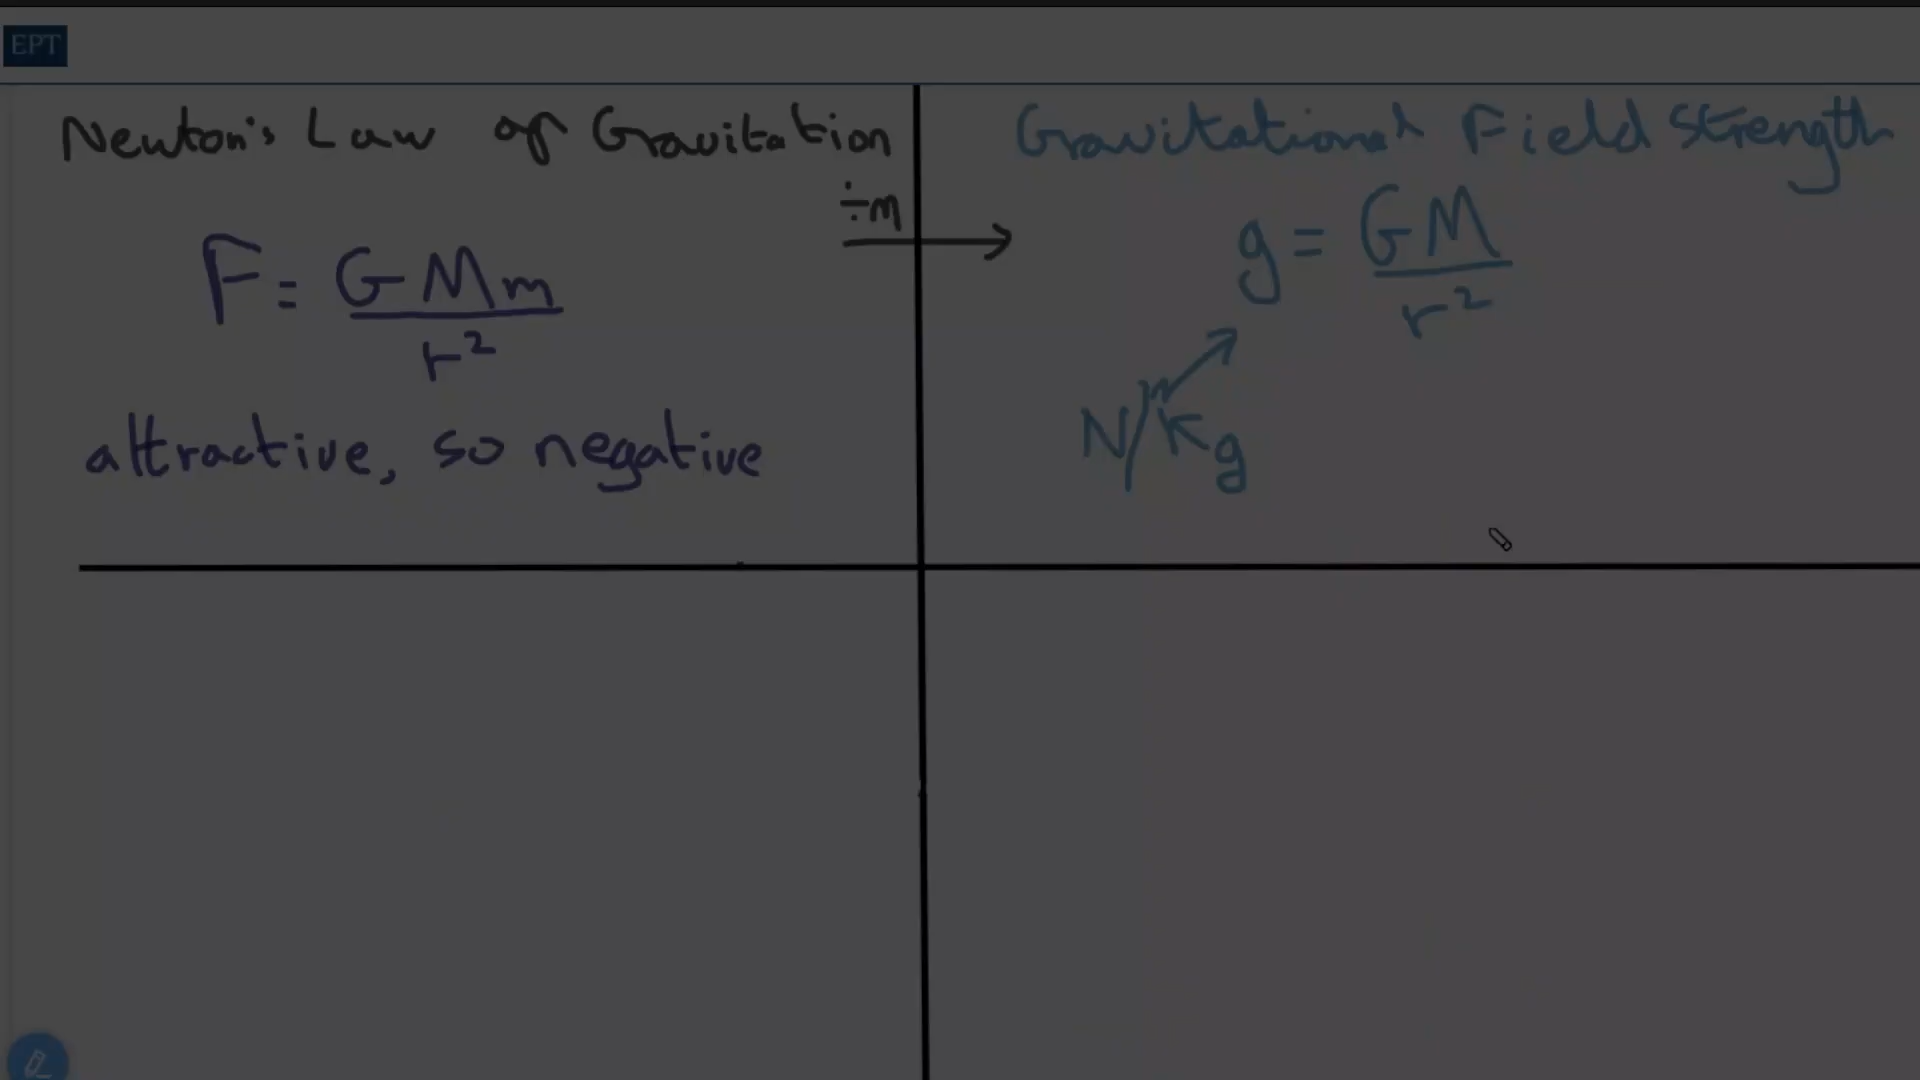 EPT
Newton's Law of Gravitation
÷m
F = GMm
r²
attractive, so negative
Gravitational Field Strength
g = GM
r²
N/Kg